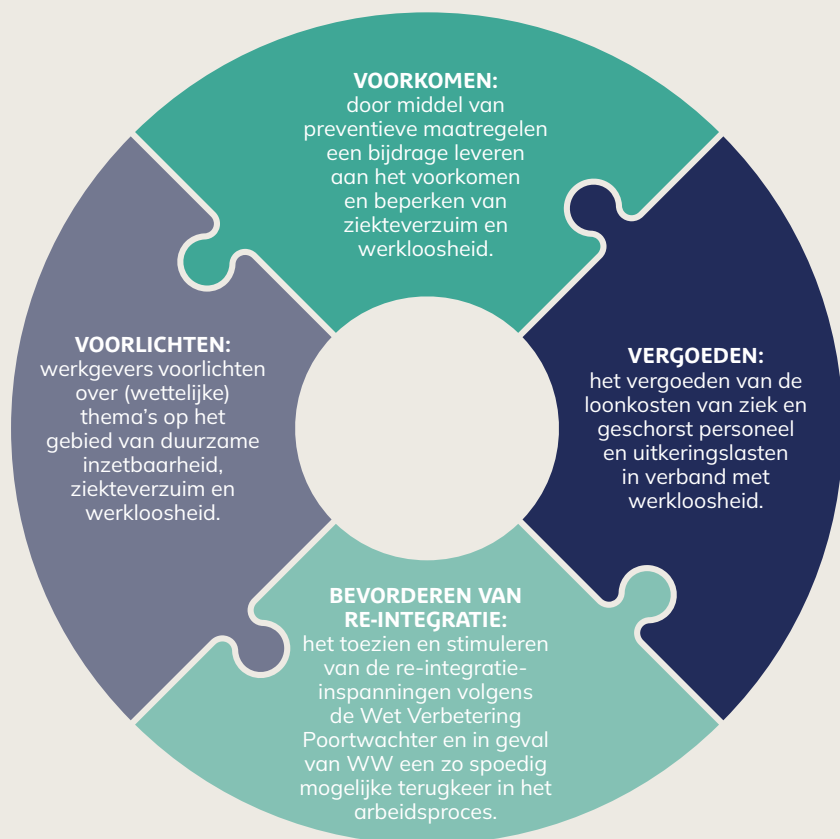 VOORKOMEN:
door middel van
preventieve maatregelen
een bijdrage leveren
aan het voorkomen
en beperken van
ziekteverzuim en
werkloosheid.
VERGOEDEN:
het vergoeden van de
loonkosten van ziek en
geschorst personeel
en uitkeringslasten
in verband met
werkloosheid.
BEVORDEREN VAN
RE-INTEGRATIE:
het toezien en stimuleren
van de re-integratie-
inspanningen volgens
de Wet Verbetering
Poortwachter en in geval
van WW een zo spoedig
mogelijke terugkeer in het
arbeidsproces.
VOORLICHTEN:
werkgevers voorlichten
over (wettelijke)
thema's op het
gebied van duurzame
inzetbaarheid,
ziekteverzuim en
werkloosheid.